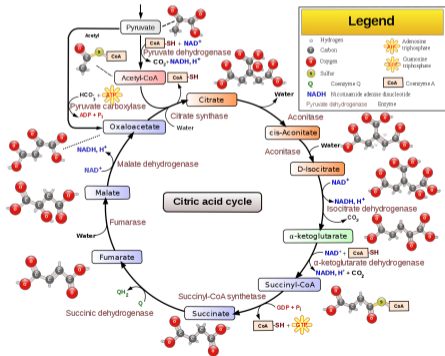 Pyruvate
Acetyl
CoA-SH + NAD+
Pyruvate dehydrogenase
CO2 NADH, H+
CoA
Acetyl-CoA
CoA-SH
HCO3- + ATP
Pyruvate carboxylase
ADP + Pi
Oxaloacetate
Citrate
Citrate synthase
Water
Water
Aconitase
cis-Aconitate
Water
Aconitase
D-Isocitrate
NAD+
NADH, H+
Isocitrate dehydrogenase
CO2
α-ketoglutarate
NAD+ + CoA-SH
α-ketoglutarate dehydrogenase
NADH, H+ + CO2
Succinyl-CoA
CoA
Succinyl-CoA synthetase
GDP + Pi
CoA-SH + GTP
Succinate
QH2
Q
Succinic dehydrogenase
Fumarate
Water
Fumarase
Malate
NADH, H+
Malate dehydrogenase
NAD+
Citric acid cycle
Legend
Hydrogen
Carbon
Oxygen
Sulfur
Q Coenzyme Q
NADH Nicotinamide adenine dinucleotide
Pyruvate dehydrogenase Enzyme
ATP Adenosine
triphosphate
GTP Guanosine
triphosphate
CoA Coenzyme A